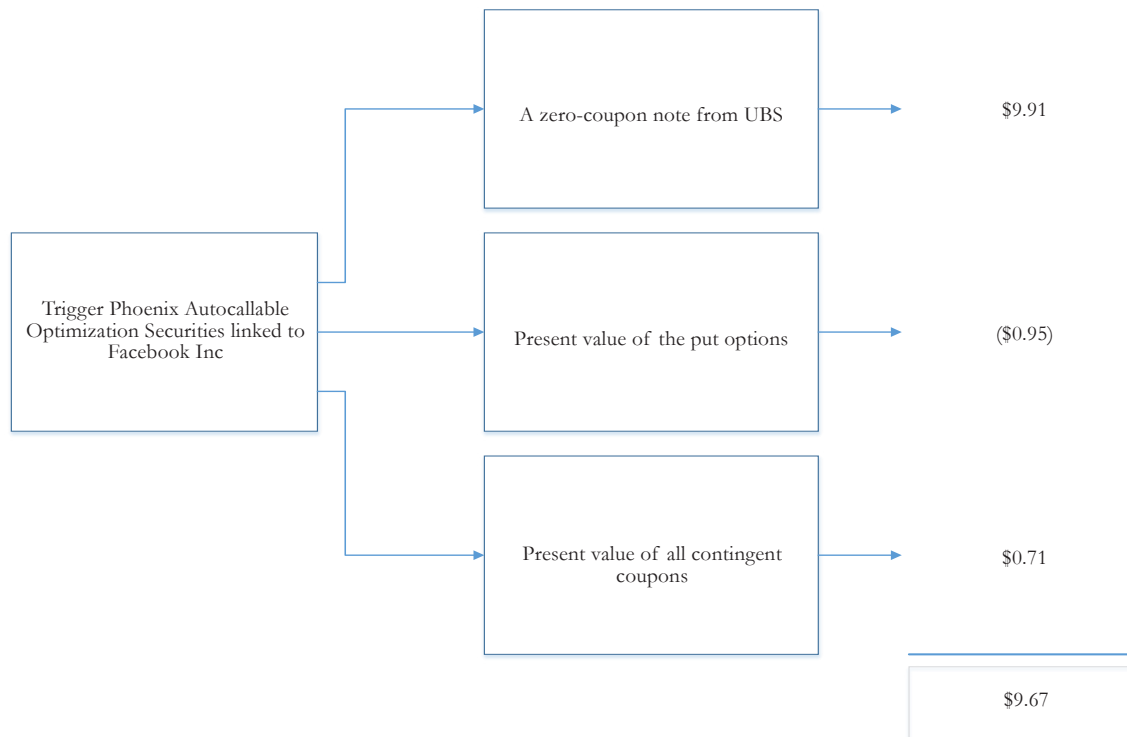 A zero-coupon note from UBS
$9.91
Trigger Phoenix Autocallable
Optimization Securities linked to
Facebook Inc
Present value of the put options
($0.95)
Present value of all contingent
coupons
$0.71
$9.67